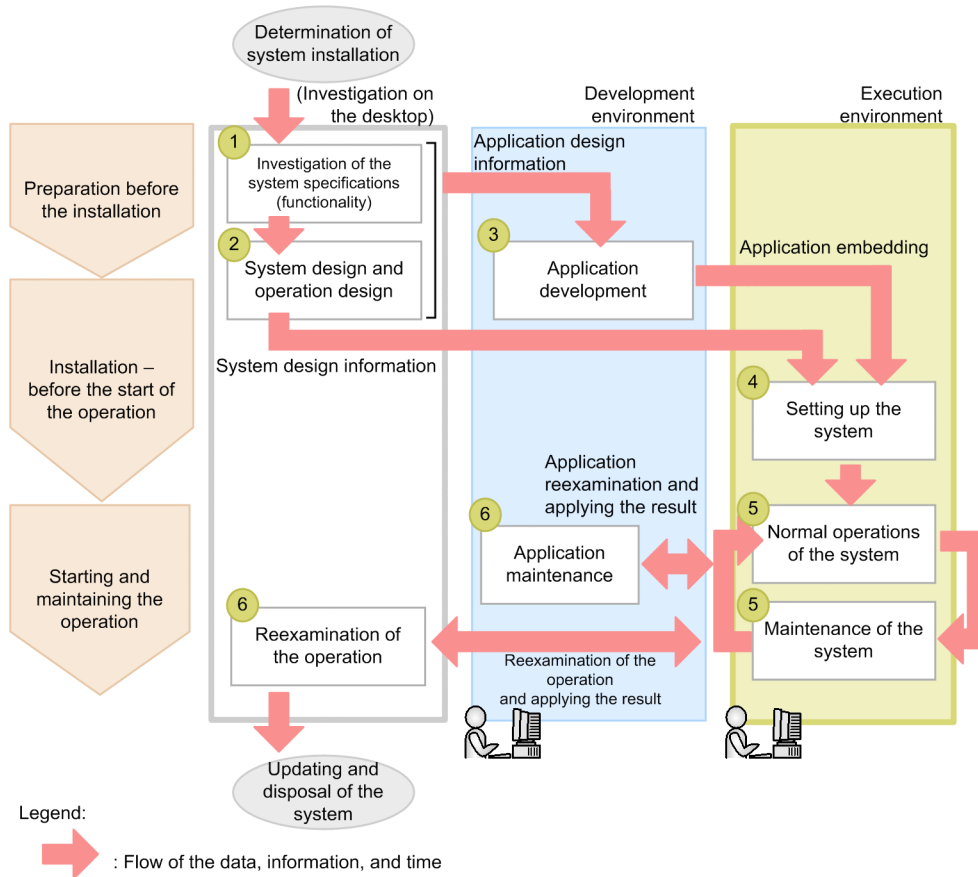 Determination of
system installation
(Investigation on
the desktop)
Development
environment
Execution
environment
Preparation before
the installation
1
Investigation of the
system specifications
(functionality)
Application design
information
2
System design and
operation design
3
Application
development
Application embedding
Installation –
before the start of
the operation
System design information
4
Setting up the
system
Application
reexamination and
applying the result
Starting and
maintaining the
operation
6
Application
maintenance
5
Normal operations
of the system
6
Reexamination of
the operation
5
Maintenance of the
system
Reexamination of the
operation
and applying the result
Updating and
disposal of the
system
Legend:
: Flow of the data, information, and time